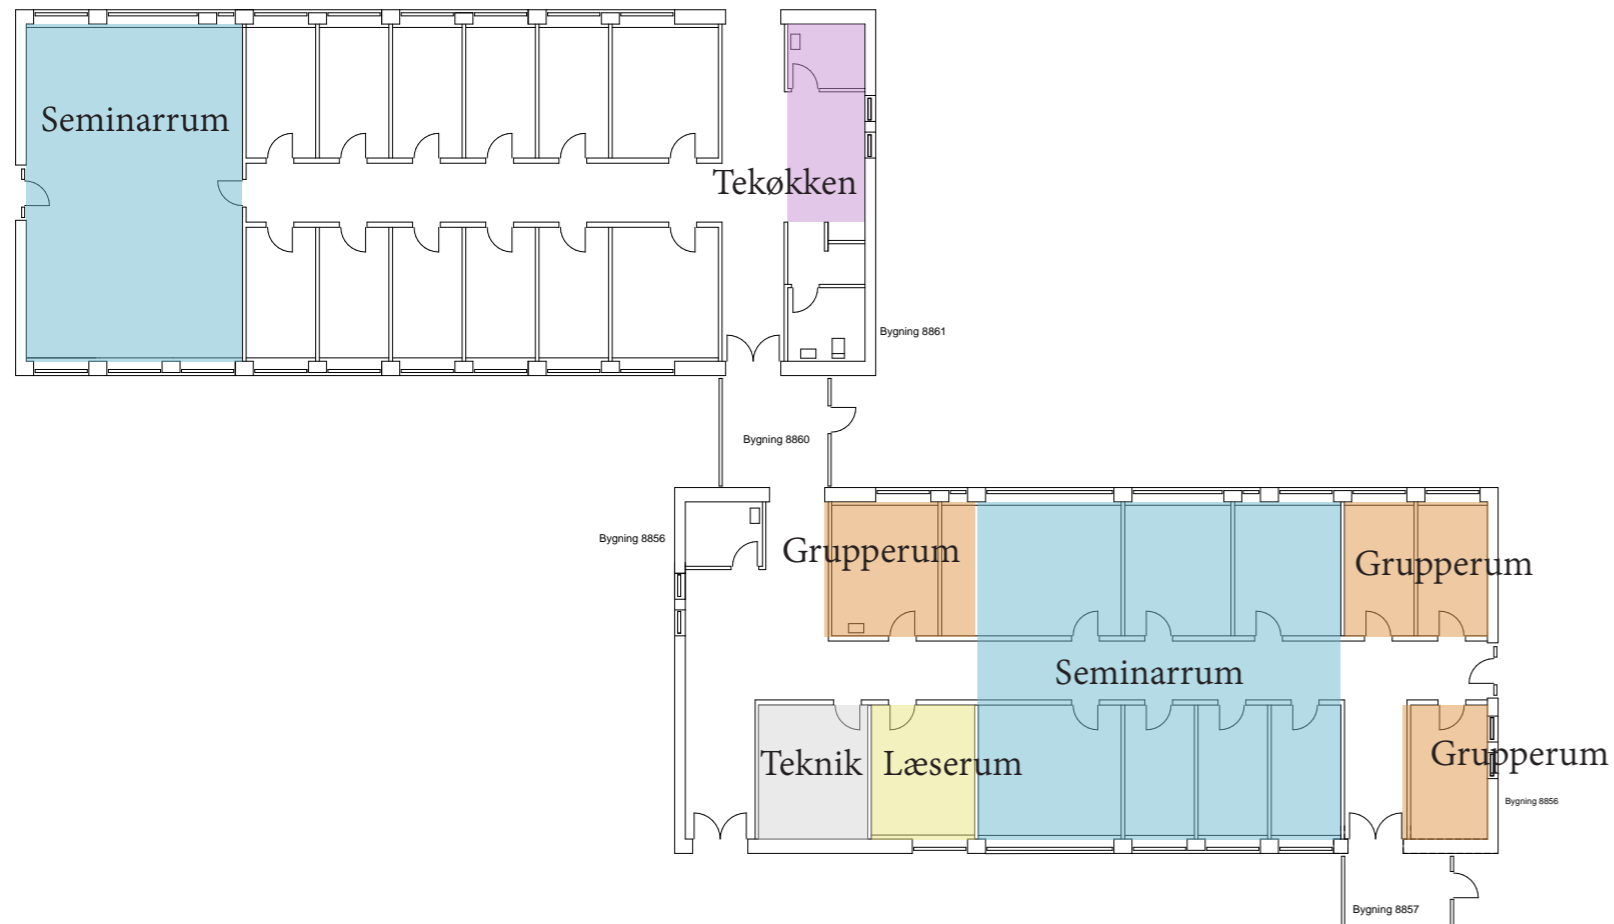 Seminarrum
Tekøkken
Bygning 8861
Bygning 8860
Bygning 8856
Grupperum
Grupperum
Seminarrum
Teknik
Læserum
Grupperum
Bygning 8856
Bygning 8857